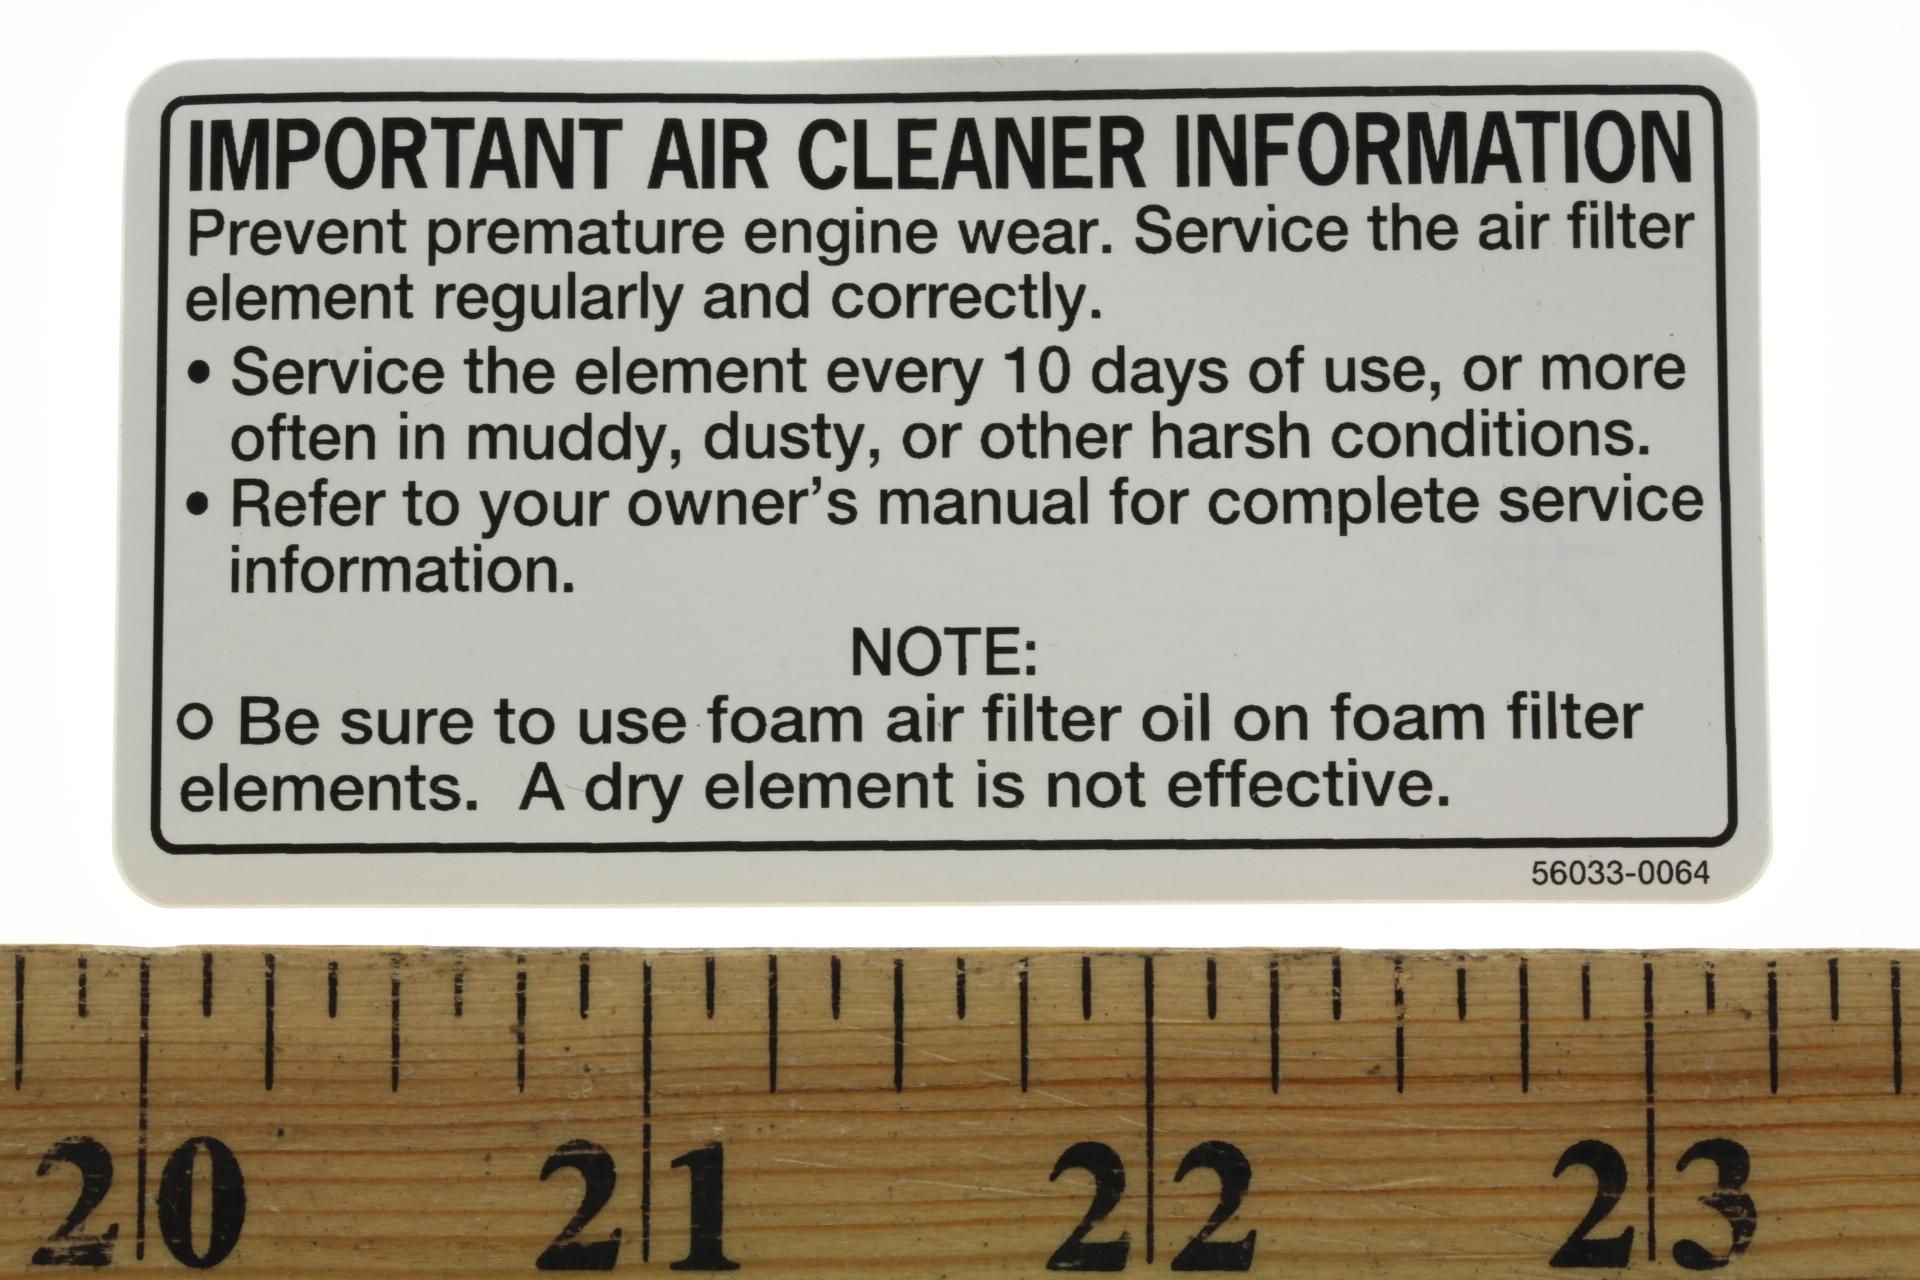 IMPORTANT AIR CLEANER INFORMATION
Prevent premature engine wear. Service the air filter
element regularly and correctly.
• Service the element every 10 days of use, or more
often in muddy, dusty, or other harsh conditions.
• Refer to your owner's manual for complete service
information.
NOTE:
○ Be sure to use foam air filter oil on foam filter
elements.  A dry element is not effective.
56033-0064
20 21 22 23